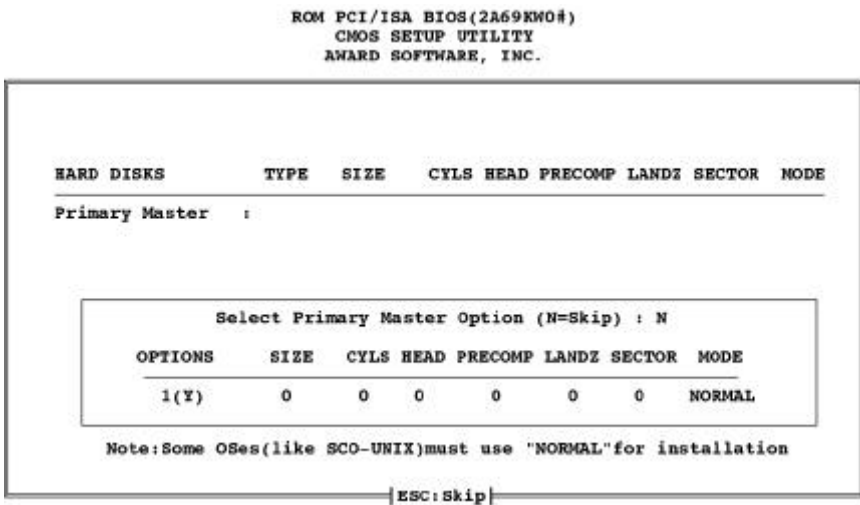 ROM PCI/ISA BIOS(2A69KW0#)
CMOS SETUP UTILITY
AWARD SOFTWARE, INC.
HARD DISKS TYPE SIZE CYLS HEAD PRECOMP LANDZ SECTOR MODE
Primary Master :
Select Primary Master Option (N=Skip) : N
OPTIONS SIZE CYLS HEAD PRECOMP LANDZ SECTOR MODE
1(Y) 0 0 0 0 0 0 NORMAL
Note:Some OSes(like SCO-UNIX)must use "NORMAL"for installation
ESC:Skip